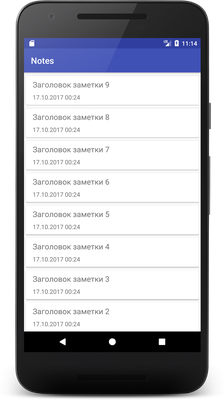 11:14
Notes
Заголовок заметки 9
17.10.2017 00:24
Заголовок заметки 8
17.10.2017 00:24
Заголовок заметки 7
17.10.2017 00:24
Заголовок заметки 6
17.10.2017 00:24
Заголовок заметки 5
17.10.2017 00:24
Заголовок заметки 4
17.10.2017 00:24
Заголовок заметки 3
17.10.2017 00:24
Заголовок заметки 2
17.10.2017 00:24